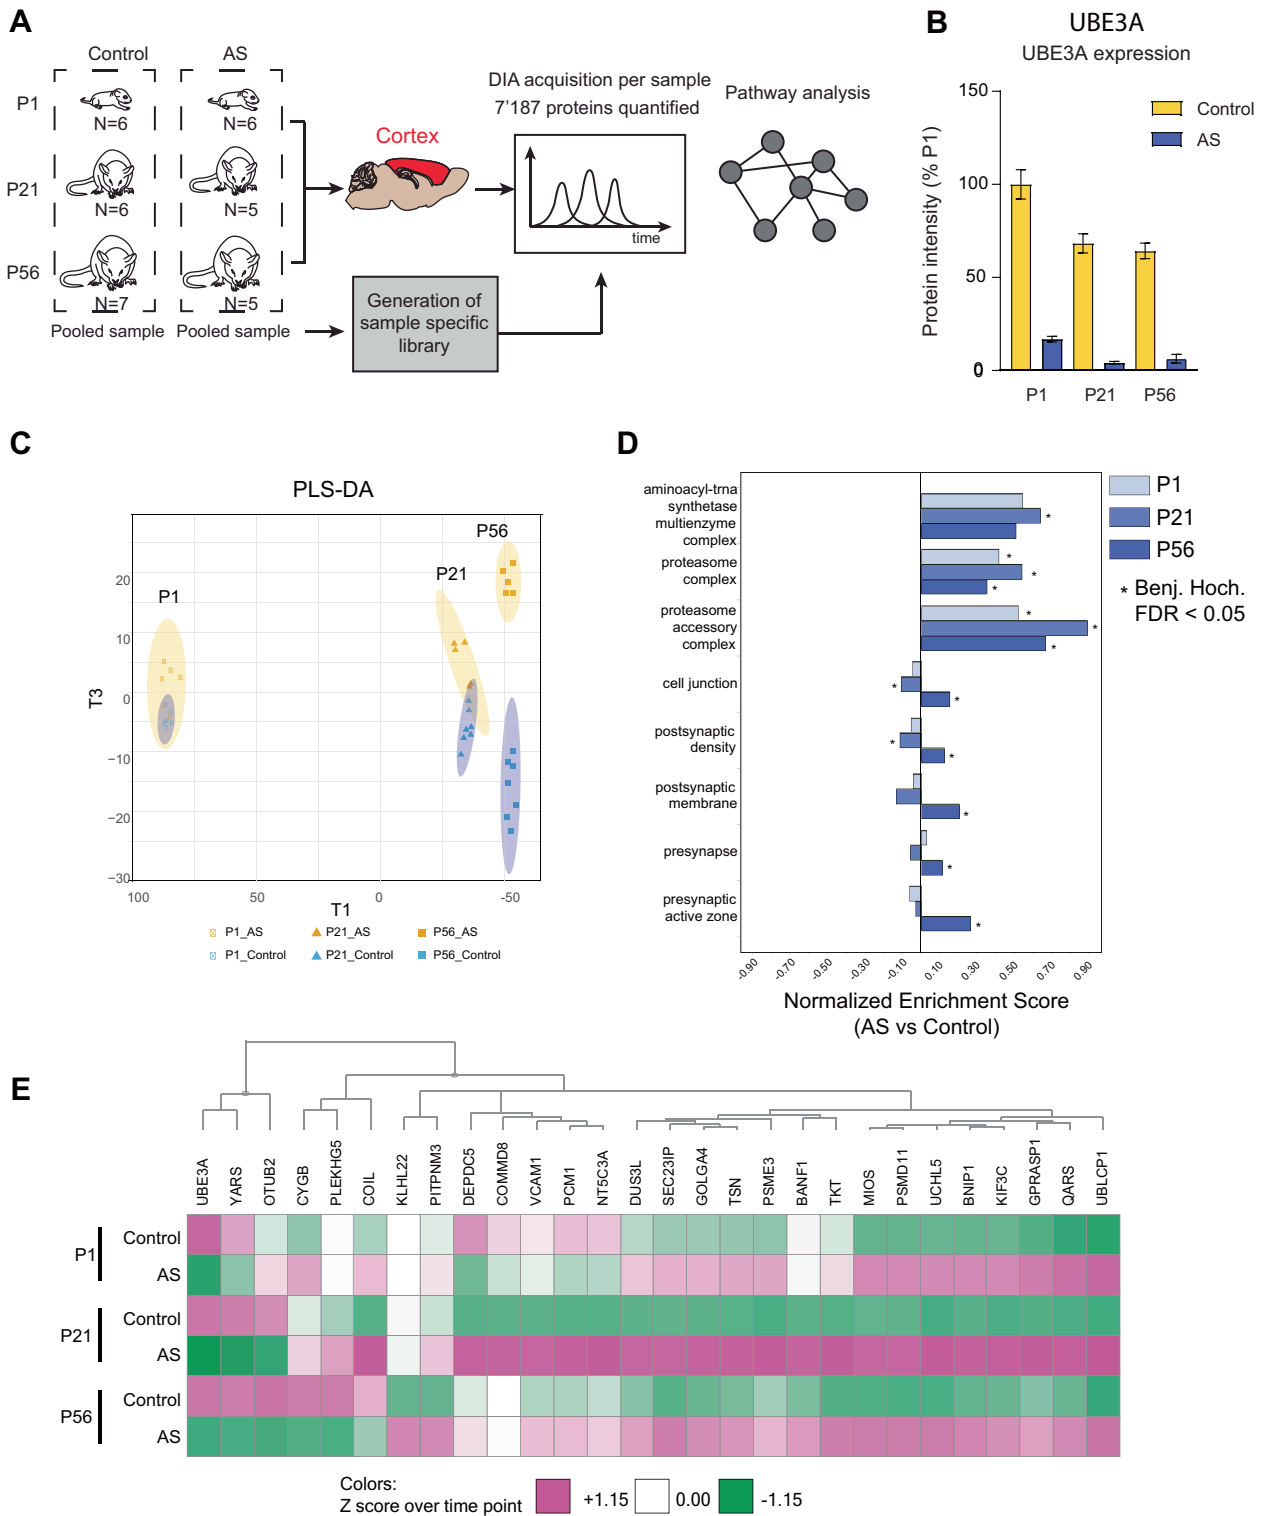 A
Control
AS
P1
N=6
N=6
P21
N=6
N=5
P56
N=7
N=5
Pooled sample
Pooled sample
Cortex
DIA acquisition per sample
7'187 proteins quantified
time
Pathway analysis
Generation of
sample specific
library
B
UBE3A
UBE3A expression
Protein intensity (% P1)
150
100
50
0
0
Control
AS
P1
P21
P56
C
PLS-DA
P1
P21
P56
T3
20
10
0
−10
−20
−30
100
50
0
-50
T1
P1_AS
P21_AS
P56_AS
P1_Control
P21_Control
P56_Control
D
aminoacyl-trna
synthetase
multienzyme
complex
*
proteasome
complex
*
*
*
proteasome
accessory
complex
*
*
*
cell junction
*
*
postsynaptic
density
*
*
postsynaptic
membrane
*
presynapse
*
presynaptic
active zone
*
-0.90
-0.70
-0.50
-0.30
-0.10
0.10
0.30
0.50
0.70
0.90
Normalized Enrichment Score
(AS vs Control)
P1
P21
P56
* Benj. Hoch.
FDR < 0.05
E
UBE3A
YARS
OTUB2
CYGB
PLEKHG5
COIL
KLHL22
PITPNM3
DEPDC5
COMMD8
VCAM1
PCM1
NT5C3A
DUS3L
SEC23IP
GOLGA4
TSN
PSME3
BANF1
TKT
MIOS
PSMD11
UCHL5
BNIP1
KIF3C
GPRASP1
QARS
UBLCP1
P1
Control
AS
P21
Control
AS
P56
Control
AS
Colors:
Z score over time point
+1.15
0.00
-1.15